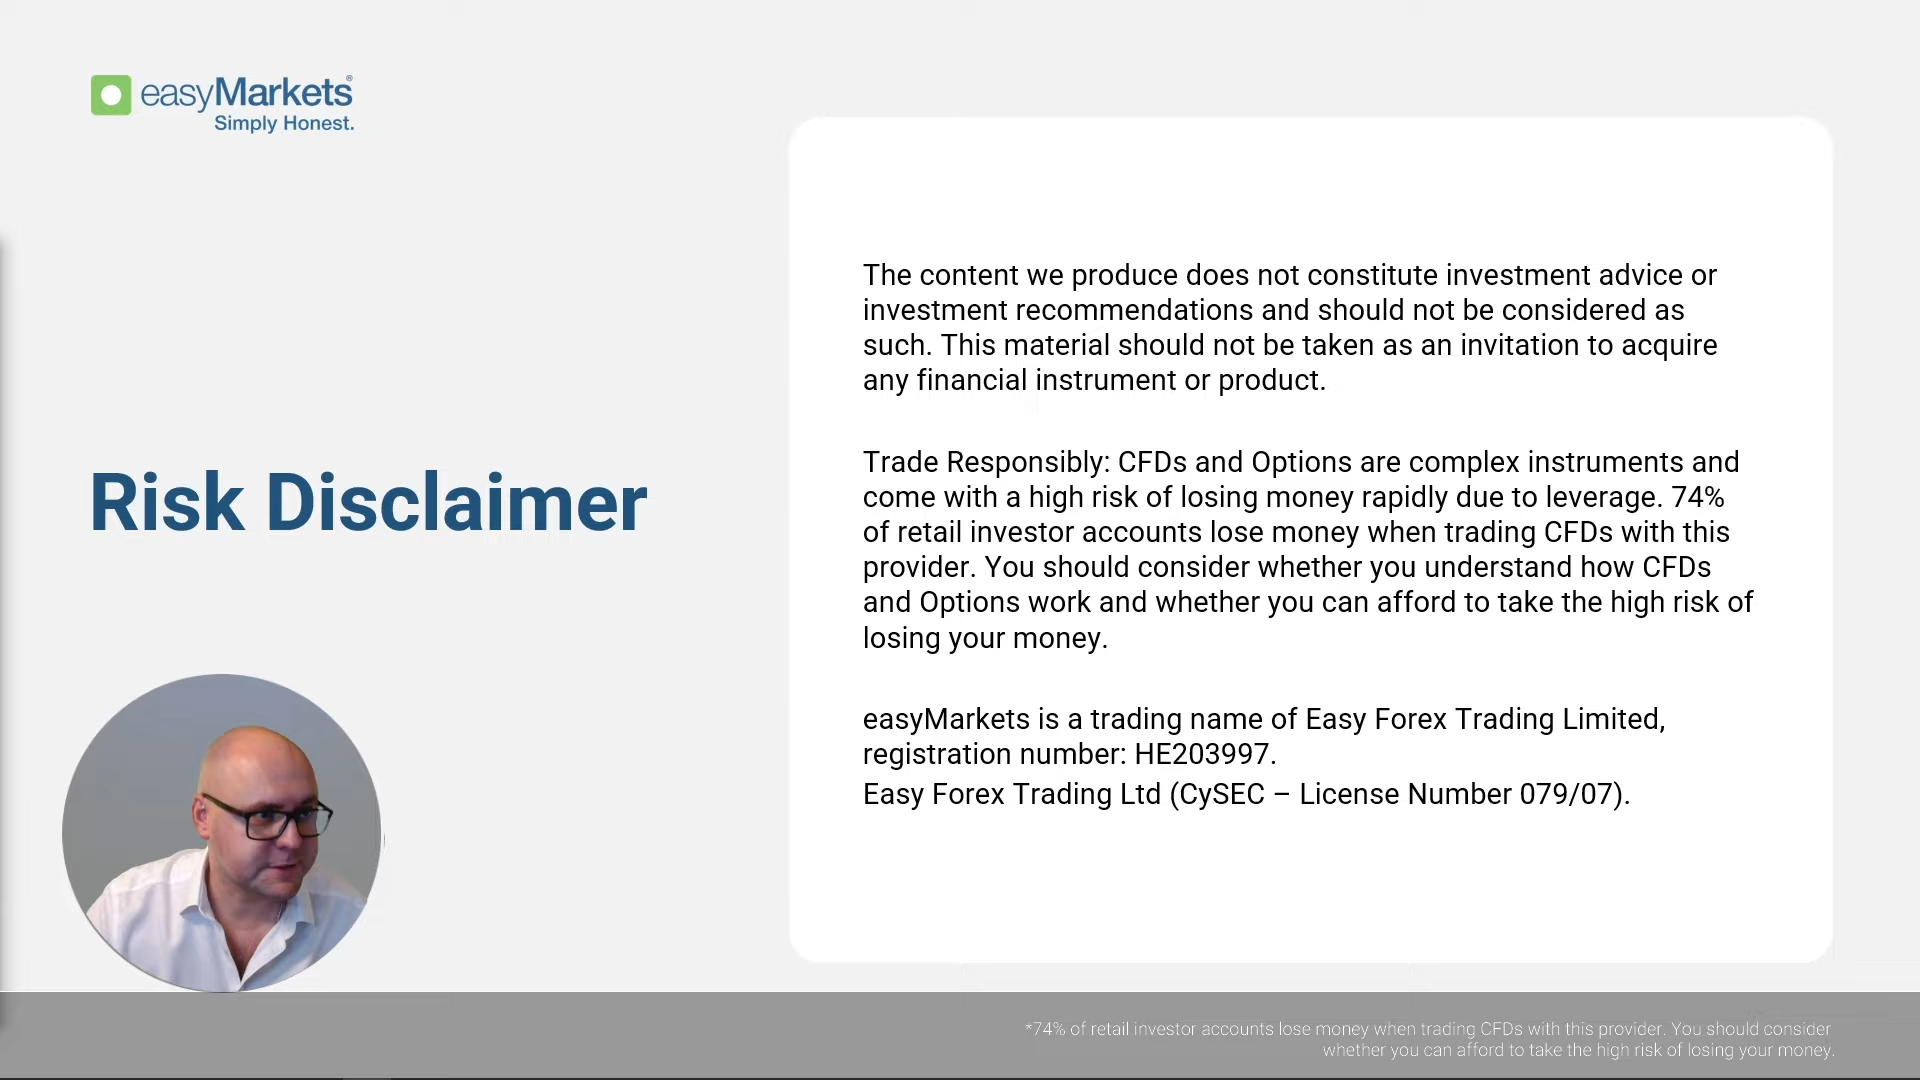 easyMarkets®
Simply Honest.
Risk Disclaimer
The content we produce does not constitute investment advice or
investment recommendations and should not be considered as
such. This material should not be taken as an invitation to acquire
any financial instrument or product.
Trade Responsibly: CFDs and Options are complex instruments and
come with a high risk of losing money rapidly due to leverage. 74%
of retail investor accounts lose money when trading CFDs with this
provider. You should consider whether you understand how CFDs
and Options work and whether you can afford to take the high risk of
losing your money.
easyMarkets is a trading name of Easy Forex Trading Limited,
registration number: HE203997.
Easy Forex Trading Ltd (CySEC – License Number 079/07).
*74% of retail investor accounts lose money when trading CFDs with this provider. You should consider
whether you can afford to take the high risk of losing your money.